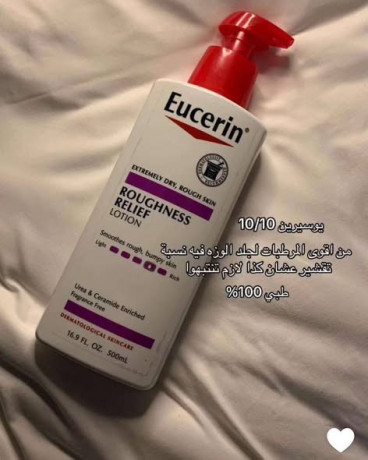 Eucerin®
EXTREMELY DRY, ROUGH SKIN
ROUGHNESS
RELIEF
LOTION
Smoothes rough, bumpy skin
Light Rich
Urea & Ceramide Enriched
Fragrance Free
DERMATOLOGICAL SKINCARE
16.9 FL. OZ. 500mL
يوسيرين 10/10
من اقوى المرطبات لجلد الوزه فيه نسبة
تقشير عشان كذا لازم تنتبهوا
طبي 100%